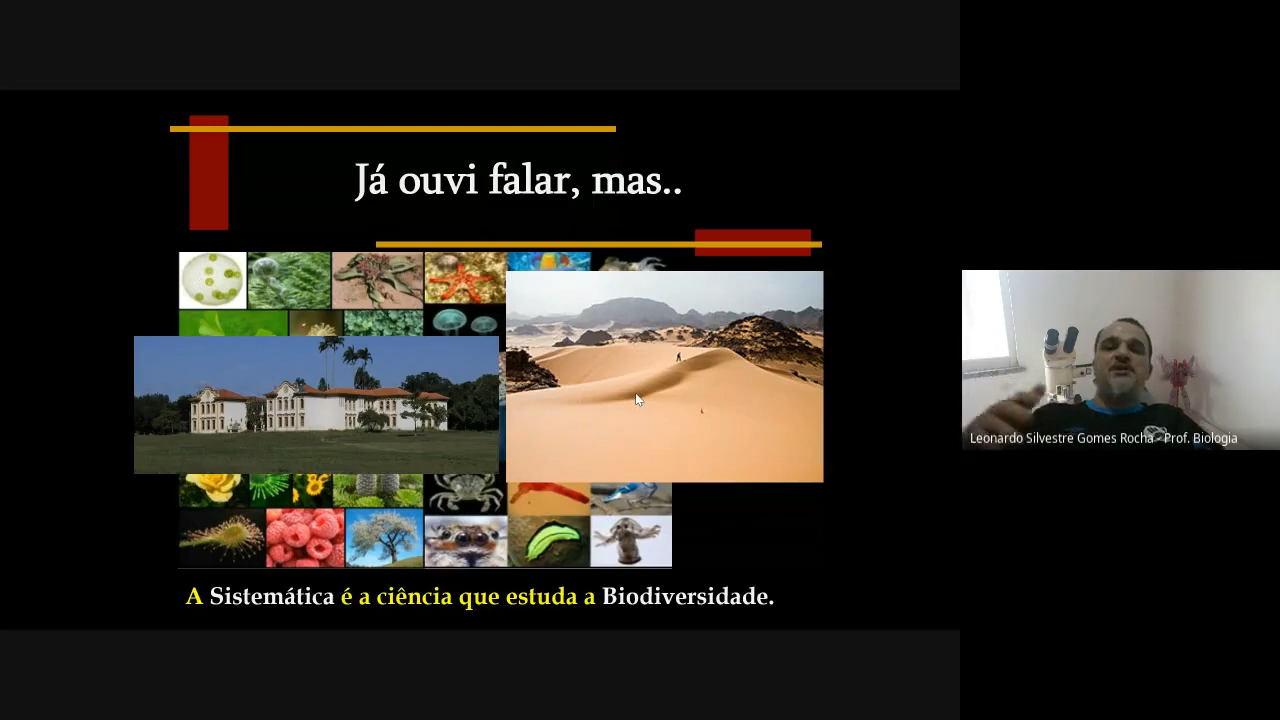 Já ouvi falar, mas..
A Sistemática é a ciência que estuda a Biodiversidade.
Leonardo Silvestre Gomes Rocha - Prof. Biologia